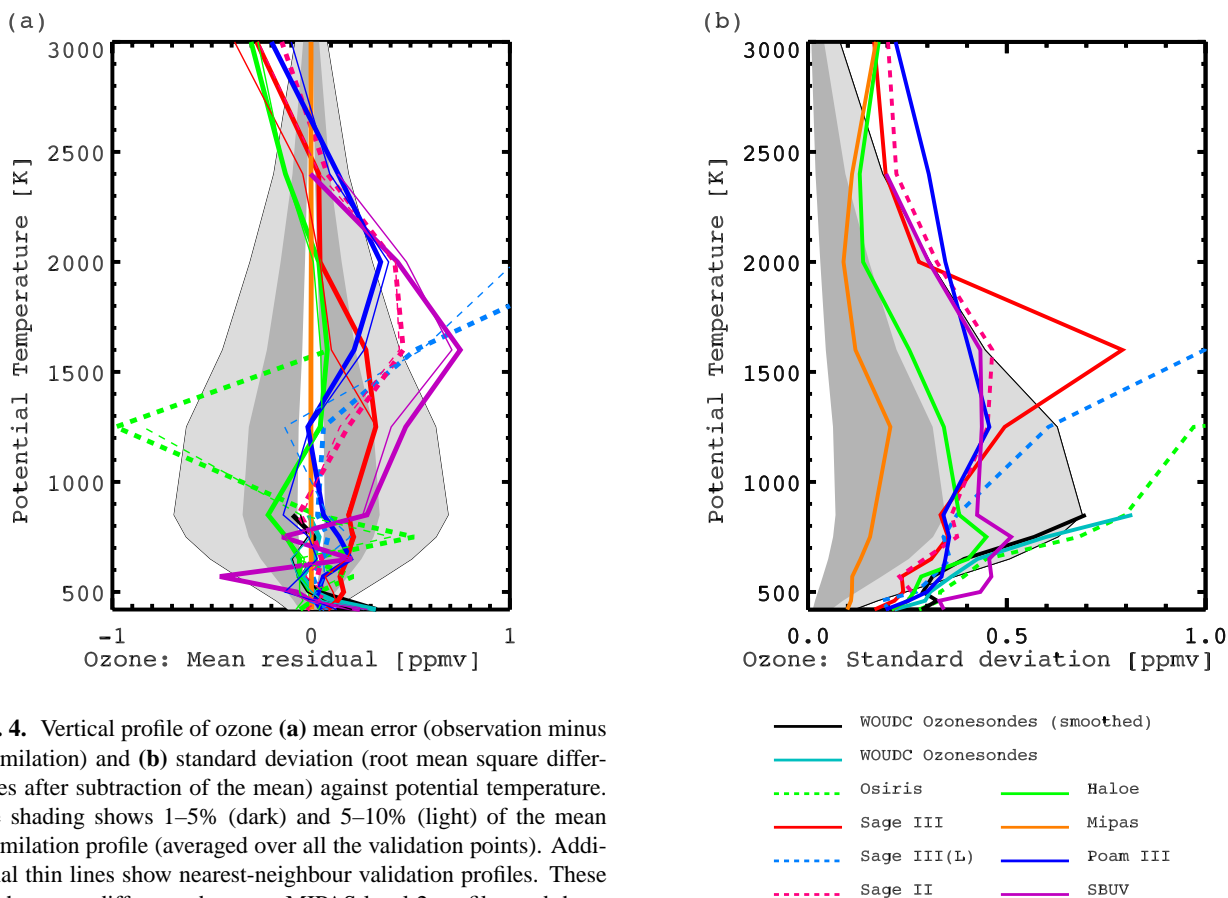 (a)
3000
2500
2000
1500
1000
500
Potential Temperature [K]
-1 0 1
Ozone: Mean residual [ppmv]
(b)
3000
2500
2000
1500
1000
500
Potential Temperature [K]
0.0 0.5 1.0
Ozone: Standard deviation [ppmv]
4. Vertical profile of ozone (a) mean error (observation minus
milation) and (b) standard deviation (root mean square differ-
es after subtraction of the mean) against potential temperature.
shading shows 1–5% (dark) and 5–10% (light) of the mean
milation profile (averaged over all the validation points). Addi-
al thin lines show nearest-neighbour validation profiles. These
WOUDC Ozonesondes (smoothed)
WOUDC Ozonesondes
Osiris
Haloe
Sage III
Mipas
Sage III(L)
Poam III
Sage II
SBUV